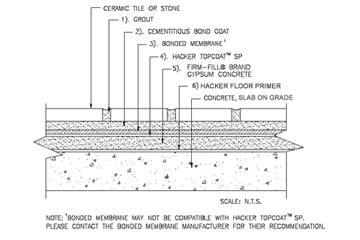 CERAMIC TILE OR STONE
1). GROUT
2). CEMENTITIOUS BOND COAT
3). BONDED MEMBRANE¹
4). HACKER TOPCOAT™ SP
5). FIRM-FILL® BRAND
GYPSUM CONCRETE
6) HACKER FLOOR PRIMER
CONCRETE, SLAB ON GRADE
SCALE: N.T.S.
NOTE: ¹BONDED MEMBRANE MAY NOT BE COMPATIBLE WITH HACKER TOPCOAT™ SP.
PLEASE CONTACT THE BONDED MEMBRANE MANUFACTURER FOR THEIR RECOMMENDATION.